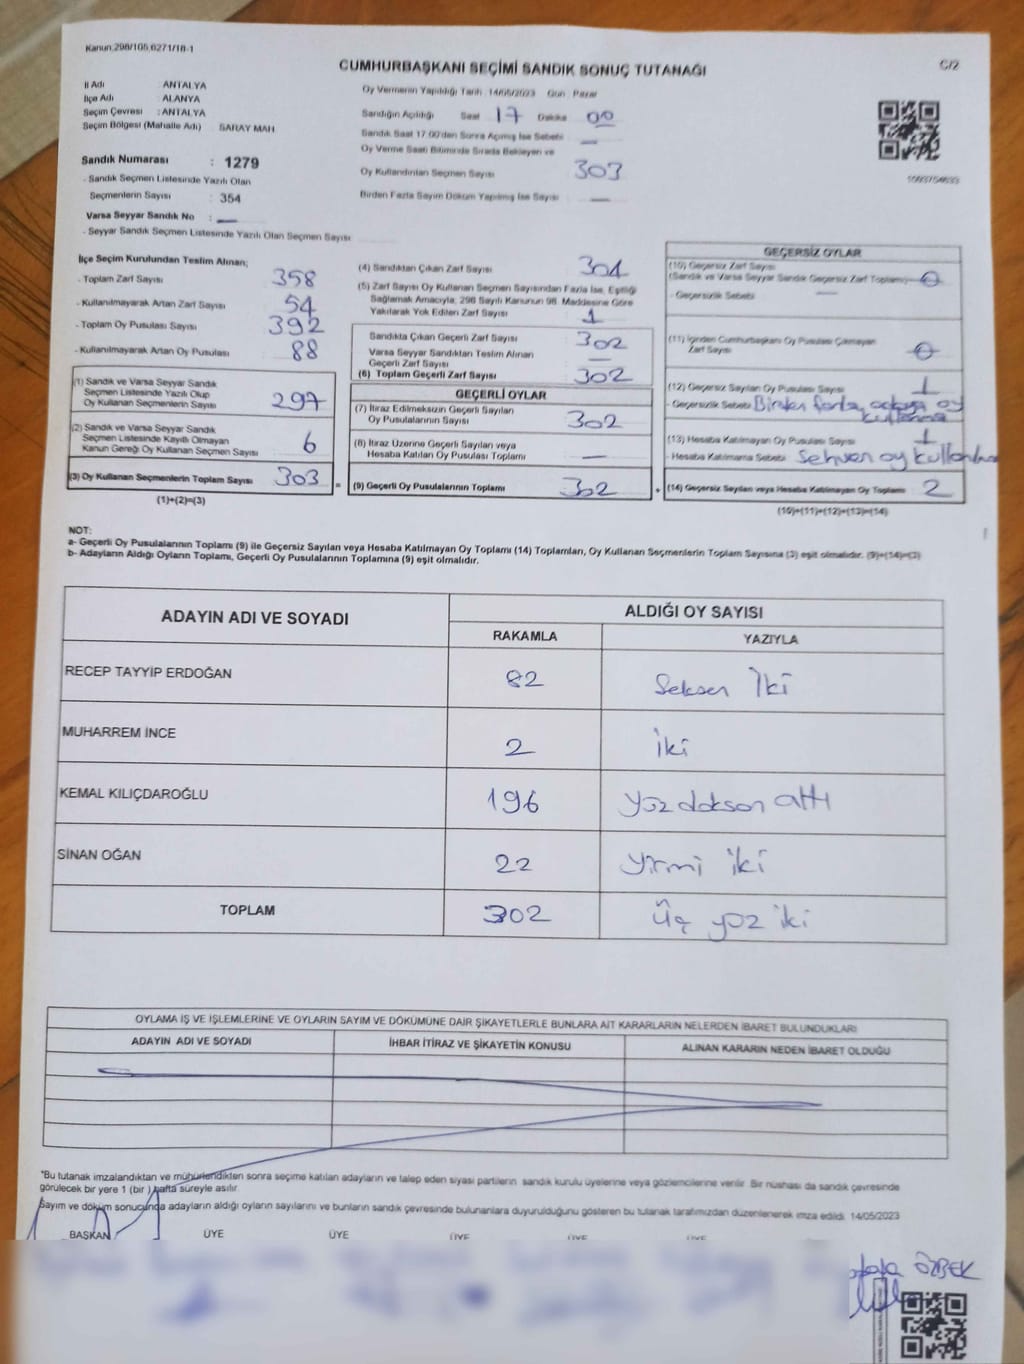 Kanun:298/105,6271/18-1
CUMHURBAŞKANI SEÇİMİ SANDIK SONUÇ TUTANAĞI
C/2
İl Adı : ANTALYA
İlçe Adı : ALANYA
Seçim Çevresi : ANTALYA
Seçim Bölgesi (Mahalle Adı) : SARAY MAH.
Sandık Numarası : 1279
- Sandık Seçmen Listesinde Yazılı Olan
Seçmenlerin Sayısı : 354
Varsa Seyyar Sandık No : —
- Seyyar Sandık Seçmen Listesinde Yazılı Olan Seçmen Sayısı:
Oy Vermenin Yapıldığı Tarih : 14/05/2023 Gün : Pazar
Sandığın Açıldığı Saat 17 Dakika 00
Sandık Saat 17.00'den Sonra Açılmış İse Sebebi : —
Oy Verme Saati Bitiminde Sırada Bekleyen ve
Oy Kullandırılan Seçmen Sayısı 303
Birden Fazla Sayım Döküm Yapılmış İse Sayısı —
İlçe Seçim Kurulundan Teslim Alınan;
- Toplam Zarf Sayısı 358
- Kullanılmayarak Artan Zarf Sayısı 54
- Toplam Oy Pusulası Sayısı 392
- Kullanılmayarak Artan Oy Pusulası 88
(1) Sandık ve Varsa Seyyar Sandık
Seçmen Listesinde Yazılı Olup
Oy Kullanan Seçmenlerin Sayısı 297
(2) Sandık ve Varsa Seyyar Sandık
Seçmen Listesinde Kayıtlı Olmayan
Kanun Gereği Oy Kullanan Seçmen Sayısı 6
(3) Oy Kullanan Seçmenlerin Toplam Sayısı 303
(1)+(2)=(3)
(4) Sandıktan Çıkan Zarf Sayısı 304
(5) Zarf Sayısı Oy Kullanan Seçmen Sayısından Fazla İse, Eşitliği
Sağlamak Amacıyla, 298 Sayılı Kanunun 98. Maddesine Göre
Yakılarak Yok Edilen Zarf Sayısı 1
Sandıkta Çıkan Geçerli Zarf Sayısı 302
Varsa Seyyar Sandıktan Teslim Alınan
Geçerli Zarf Sayısı —
(6) Toplam Geçerli Zarf Sayısı 302
GEÇERLİ OYLAR
(7) İtiraz Edilmeksizin Geçerli Sayılan
Oy Pusulalarının Sayısı 302
(8) İtiraz Üzerine Geçerli Sayılan veya
Hesaba Katılan Oy Pusulası Toplamı —
= (9) Geçerli Oy Pusulalarının Toplamı 302
GEÇERSİZ OYLAR
(10) Geçersiz Zarf Sayısı
(Sandık ve Varsa Seyyar Sandık Geçersiz Zarf Toplamı) 0
- Geçersizlik Sebebi : —
(11) İçinden Cumhurbaşkanı Oy Pusulası Çıkmayan
Zarf Sayısı 0
(12) Geçersiz Sayılan Oy Pusulası Sayısı 1
- Geçersizlik Sebebi Birden fazla adaya oy
(13) Hesaba Katılmayan Oy Pusulası Sayısı 1
- Hesaba Katılmama Sebebi : Sehven oy
+ (14) Geçersiz Sayılan veya Hesaba Katılmayan Oy Toplamı 2
(10)+(11)+(12)+(13)=(14)
NOT:
a- Geçerli Oy Pusulalarının Toplamı (9) ile Geçersiz Sayılan veya Hesaba Katılmayan Oy Toplamı (14) Toplamları, Oy Kullanan Seçmenlerin Toplam Sayısına (3) eşit olmalıdır. (9)+(14)=(3)
b- Adayların Aldığı Oyların Toplamı, Geçerli Oy Pusulalarının Toplamına (9) eşit olmalıdır.
ADAYIN ADI VE SOYADI ALDIĞI OY SAYISI
RAKAMLA YAZIYLA
RECEP TAYYİP ERDOĞAN 82 Seksen İki
MUHARREM İNCE 2 İki
KEMAL KILIÇDAROĞLU 196 Yüz doksan altı
SİNAN OĞAN 22 Yirmi iki
TOPLAM 302 Üç yüz iki
OYLAMA İŞ VE İŞLEMLERİNE VE OYLARIN SAYIM VE DÖKÜMÜNE DAİR ŞİKAYETLERLE BUNLARA AİT KARARLARIN NELERDEN İBARET BULUNDUKLARI
ADAYIN ADI VE SOYADI İHBAR İTİRAZ VE ŞİKAYETİN KONUSU ALINAN KARARIN NEDEN İBARET OLDUĞU
*Bu tutanak imzalandıktan ve mühürlendikten sonra seçime katılan adayların ve talep eden siyasi partilerin sandık kurulu üyelerine veya gözlemcilerine verilir. Bir nüshası da sandık çevresinde
görülecek bir yere 1 (bir ) hafta süreyle asılır.
Sayım ve döküm sonucunda adayların aldığı oyların sayılarını ve bunların sandık çevresinde bulunanlara duyurulduğunu gösteren bu tutanak tarafımızdan düzenlenerek imza edildi. 14/05/2023
BAŞKAN ÜYE ÜYE ÜYE ÜYE ÜYE
ÖZBEK